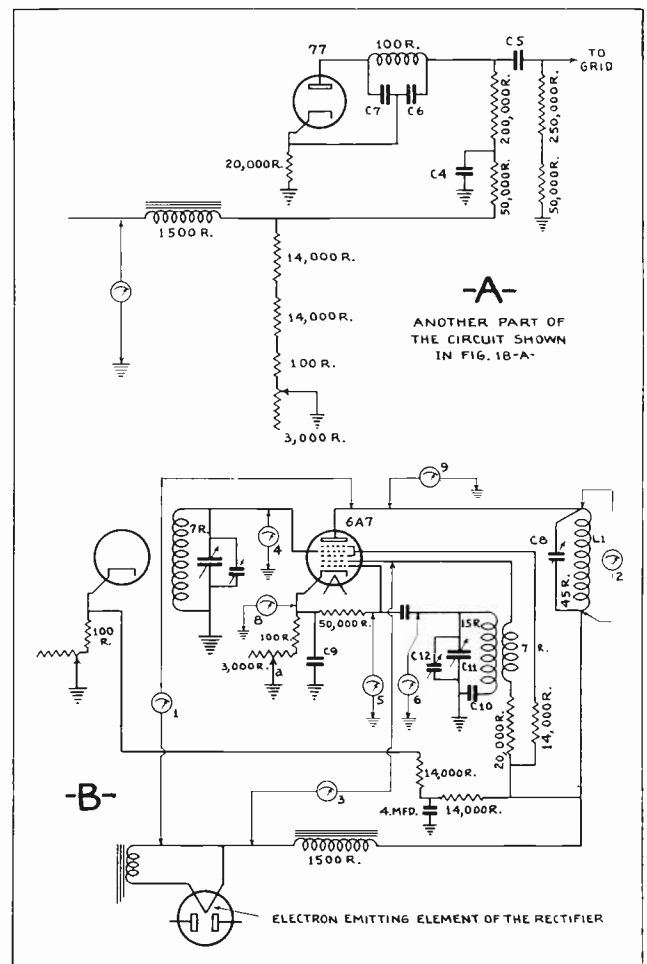 77
100R.
C5
TO
GRID
C7
C6
200,000R.
250,000R.
20,000R.
C4
50,000R.
50,000R.
1500R.
14,000R.
14,000R.
100R.
3,000R.
-A-
ANOTHER PART OF
THE CIRCUIT SHOWN
IN FIG. 18-A-
9
6A7
7R.
4
C8
L1
45R.
2
8
100R.
50,000R.
15R.
3,000R.
a
C9
C12
C11
7 R.
100
R.
5
6
C10
1
20,000R.
14,000R.
14,000R.
-B-
3
4.MFD.
14,000R.
1500R.
ELECTRON EMITTING ELEMENT OF THE RECTIFIER